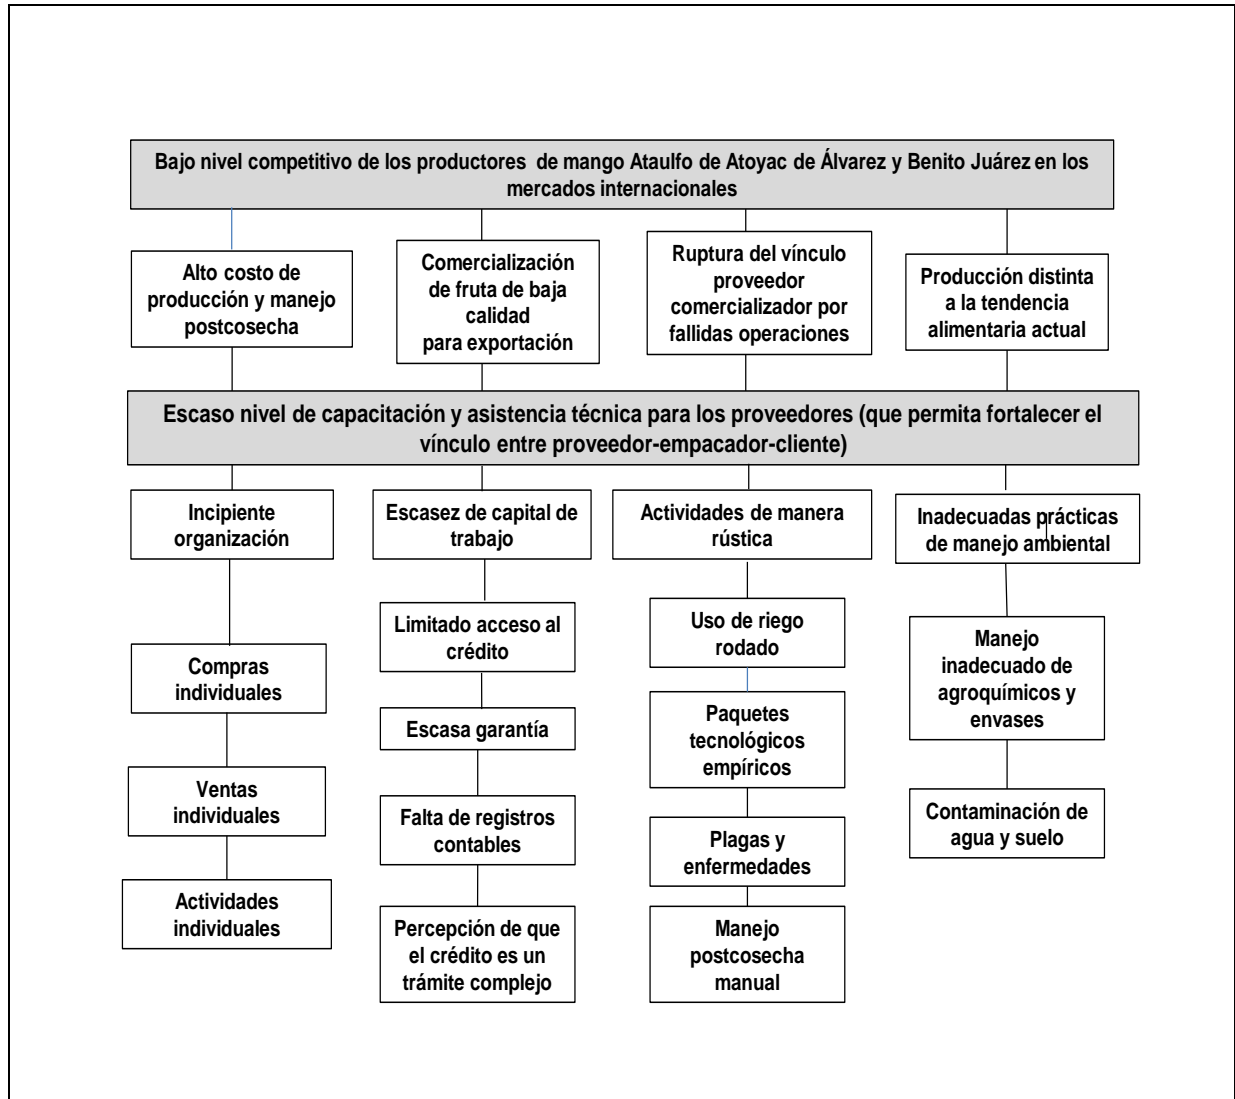 Bajo nivel competitivo de los productores de mango Ataulfo de Atoyac de Álvarez y Benito Juárez en los
mercados internacionales
Alto costo de
producción y manejo
postcosecha
Comercialización
de fruta de baja
calidad
para exportación
Ruptura del vínculo
proveedor
comercializador por
fallidas operaciones
Producción distinta
a la tendencia
alimentaria actual
Escaso nivel de capacitación y asistencia técnica para los proveedores (que permita fortalecer el
vínculo entre proveedor-empacador-cliente)
Incipiente
organización
Compras
individuales
Ventas
individuales
Actividades
individuales
Escasez de capital de
trabajo
Limitado acceso al
crédito
Escasa garantía
Falta de registros
contables
Percepción de que
el crédito es un
trámite complejo
Actividades de manera
rústica
Uso de riego
rodado
Paquetes
tecnológicos
empíricos
Plagas y
enfermedades
Manejo
postcosecha
manual
Inadecuadas prácticas
de manejo ambiental
Manejo
inadecuado de
agroquímicos y
envases
Contaminación de
agua y suelo